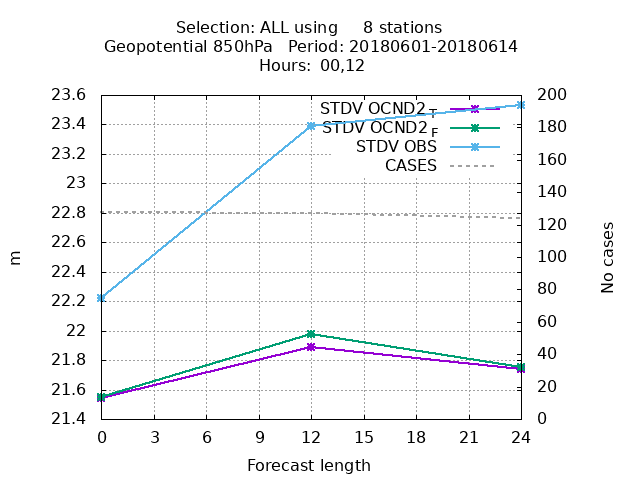 Selection: ALL using     8 stations
Geopotential 850hPa   Period: 20180601-20180614
Hours: 00,12
23.6
23.4
23.2
23
22.8
22.6
22.4
22.2
22
21.8
21.6
21.4
m
STDV OCND2 T
STDV OCND2 F
STDV OBS
CASES
200
180
160
140
120
100
80
60
40
20
0
No cases
0 3 6 9 12 15 18 21 24
Forecast length